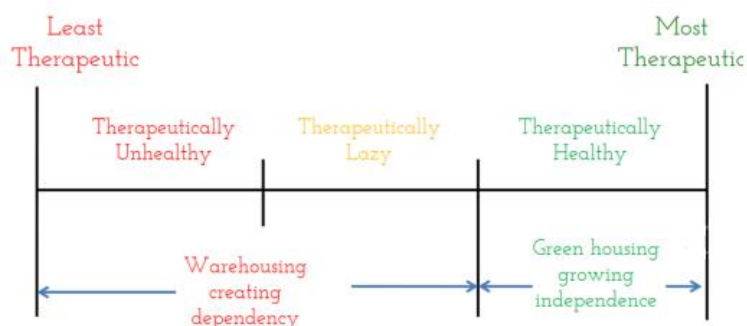 Least
Therapeutic
Most
Therapeutic
Therapeutically
Unhealthy
Therapeutically
Lazy
Therapeutically
Healthy
Warehousing
creating
dependency
Green housing
growing
independence